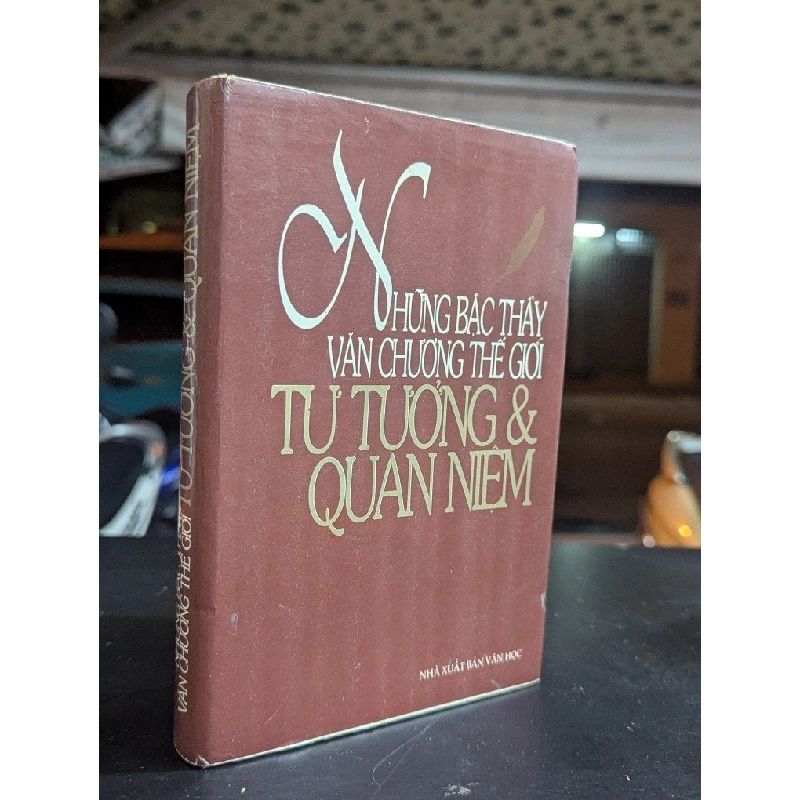 NHỮNG BẬC THẦY
VĂN CHƯƠNG THẾ GIỚI
TƯ TƯỞNG &
QUAN NIỆM
NHÀ XUẤT BẢN VĂN HỌC
VĂN CHƯƠNG THẾ GIỚI TƯ TƯỞNG & QUAN NIỆM